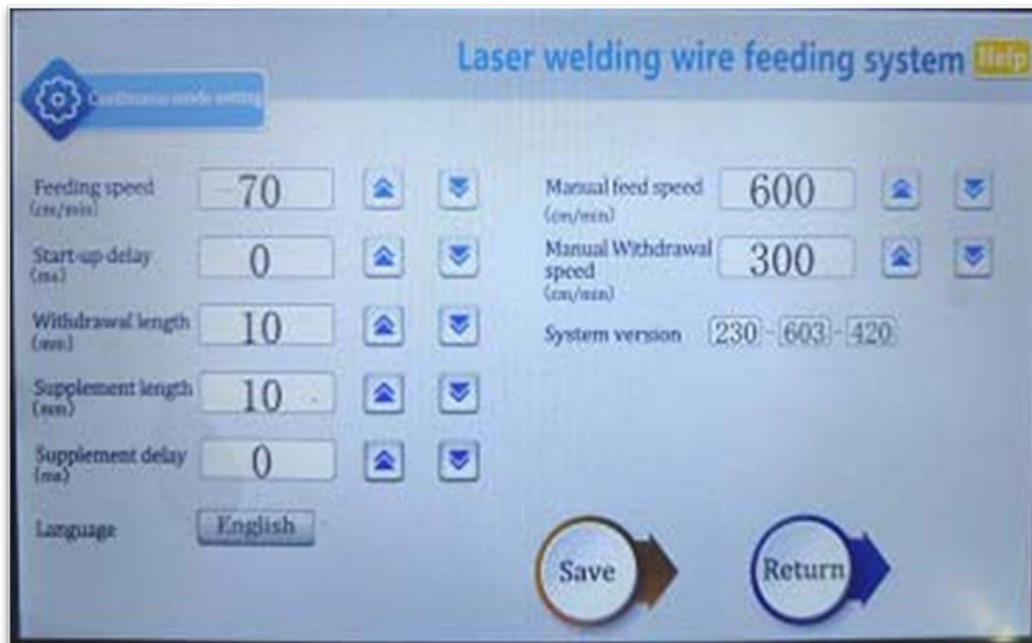 Laser welding wire feeding system Help
Continuous mode setting
Feeding speed
(cm/min)
70
Start-up delay
(ms)
0
Withdrawal length
(mm)
10
Supplement length
(mm)
10
Supplement delay
(ms)
0
Language
English
Manual feed speed
(cm/min)
600
Manual Withdrawal
speed
(cm/min)
300
System version 230-603-420
Save
Return